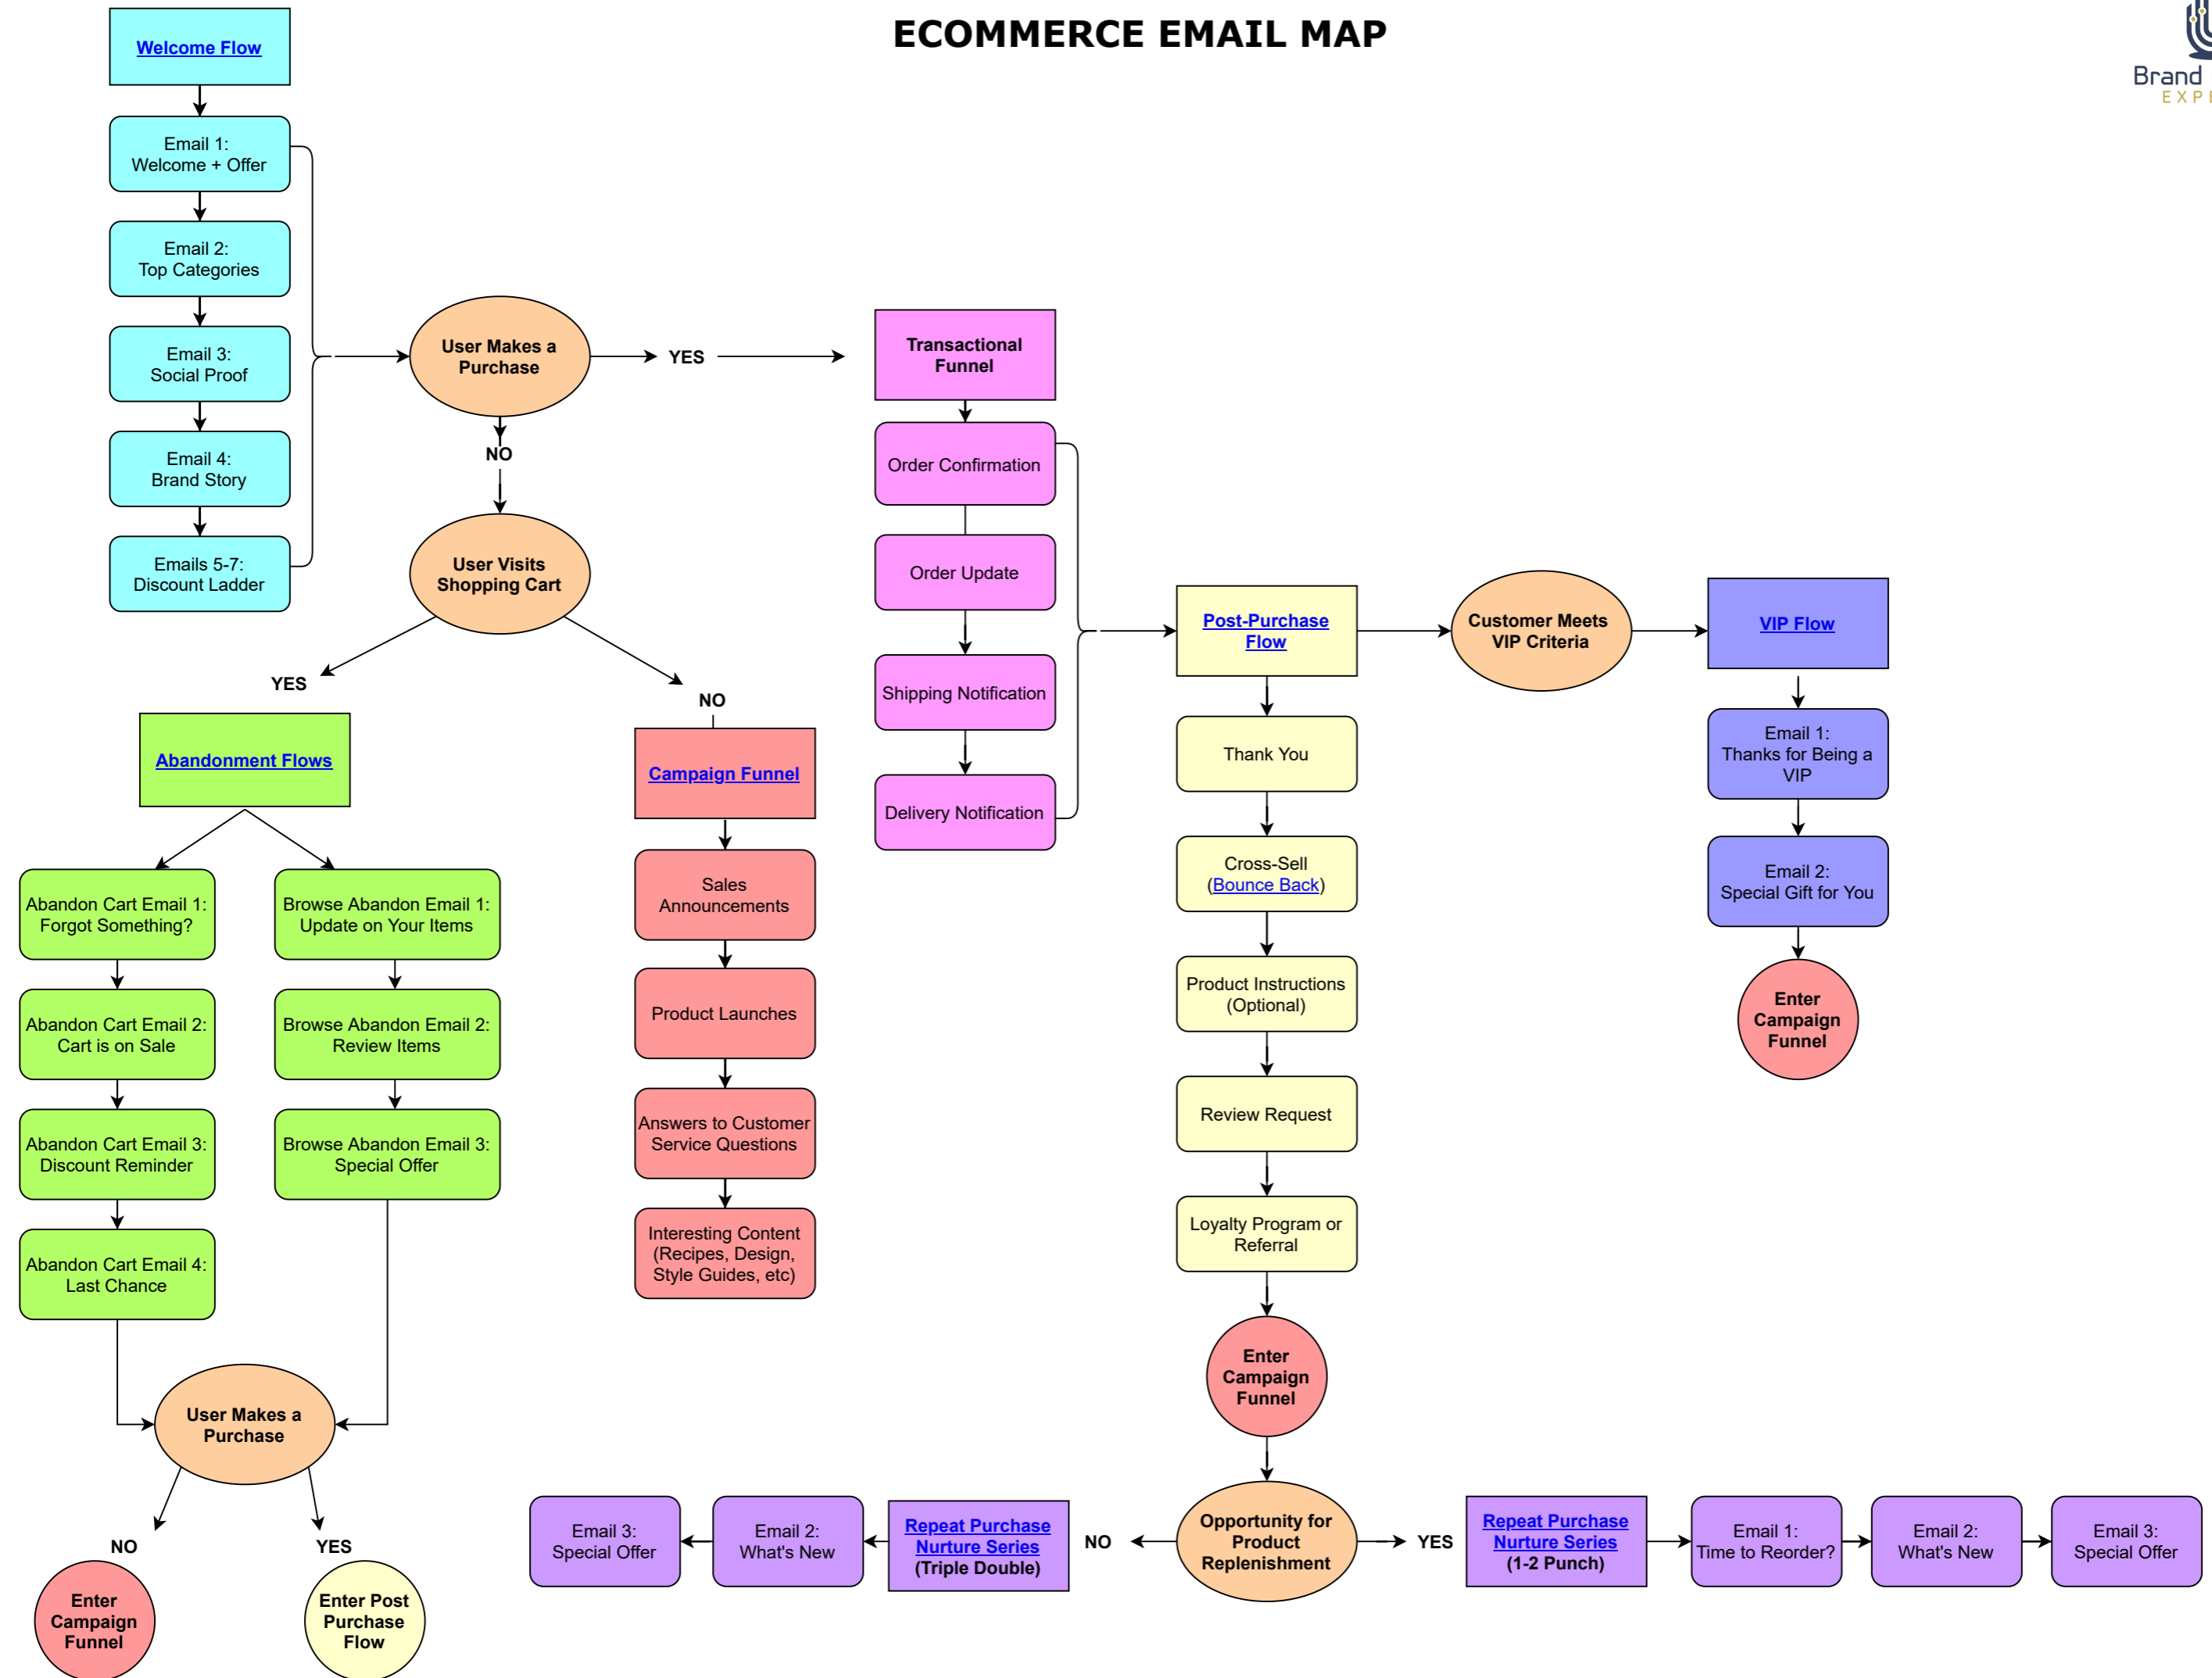 ECOMMERCE EMAIL MAP
Brand
Welcome Flow
Email 1:
Welcome + Offer
Email 2:
Top Categories
Email 3:
Social Proof
Email 4:
Brand Story
Emails 5-7:
Discount Ladder
User Makes a
Purchase
YES
NO
User Visits
Shopping Cart
YES
NO
Abandonment Flows
Abandon Cart Email 1:
Forgot Something?
Abandon Cart Email 2:
Cart is on Sale
Abandon Cart Email 3:
Discount Reminder
Abandon Cart Email 4:
Last Chance
Browse Abandon Email 1:
Update on Your Items
Browse Abandon Email 2:
Review Items
Browse Abandon Email 3:
Special Offer
User Makes a
Purchase
NO
YES
Enter
Campaign
Funnel
Enter Post
Purchase
Flow
Campaign Funnel
Sales
Announcements
Product Launches
Answers to Customer
Service Questions
Interesting Content
(Recipes, Design,
Style Guides, etc)
Transactional
Funnel
Order Confirmation
Order Update
Shipping Notification
Delivery Notification
Post-Purchase
Flow
Thank You
Cross-Sell
(Bounce Back)
Product Instructions
(Optional)
Review Request
Loyalty Program or
Referral
Enter
Campaign
Funnel
Opportunity for
Product
Replenishment
NO
Repeat Purchase
Nurture Series
(Triple Double)
Email 2:
What's New
Email 3:
Special Offer
YES
Repeat Purchase
Nurture Series
(1-2 Punch)
Email 1:
Time to Reorder?
Email 2:
What's New
Email 3:
Special Offer
Customer Meets
VIP Criteria
VIP Flow
Email 1:
Thanks for Being a
VIP
Email 2:
Special Gift for You
Enter
Campaign
Funnel